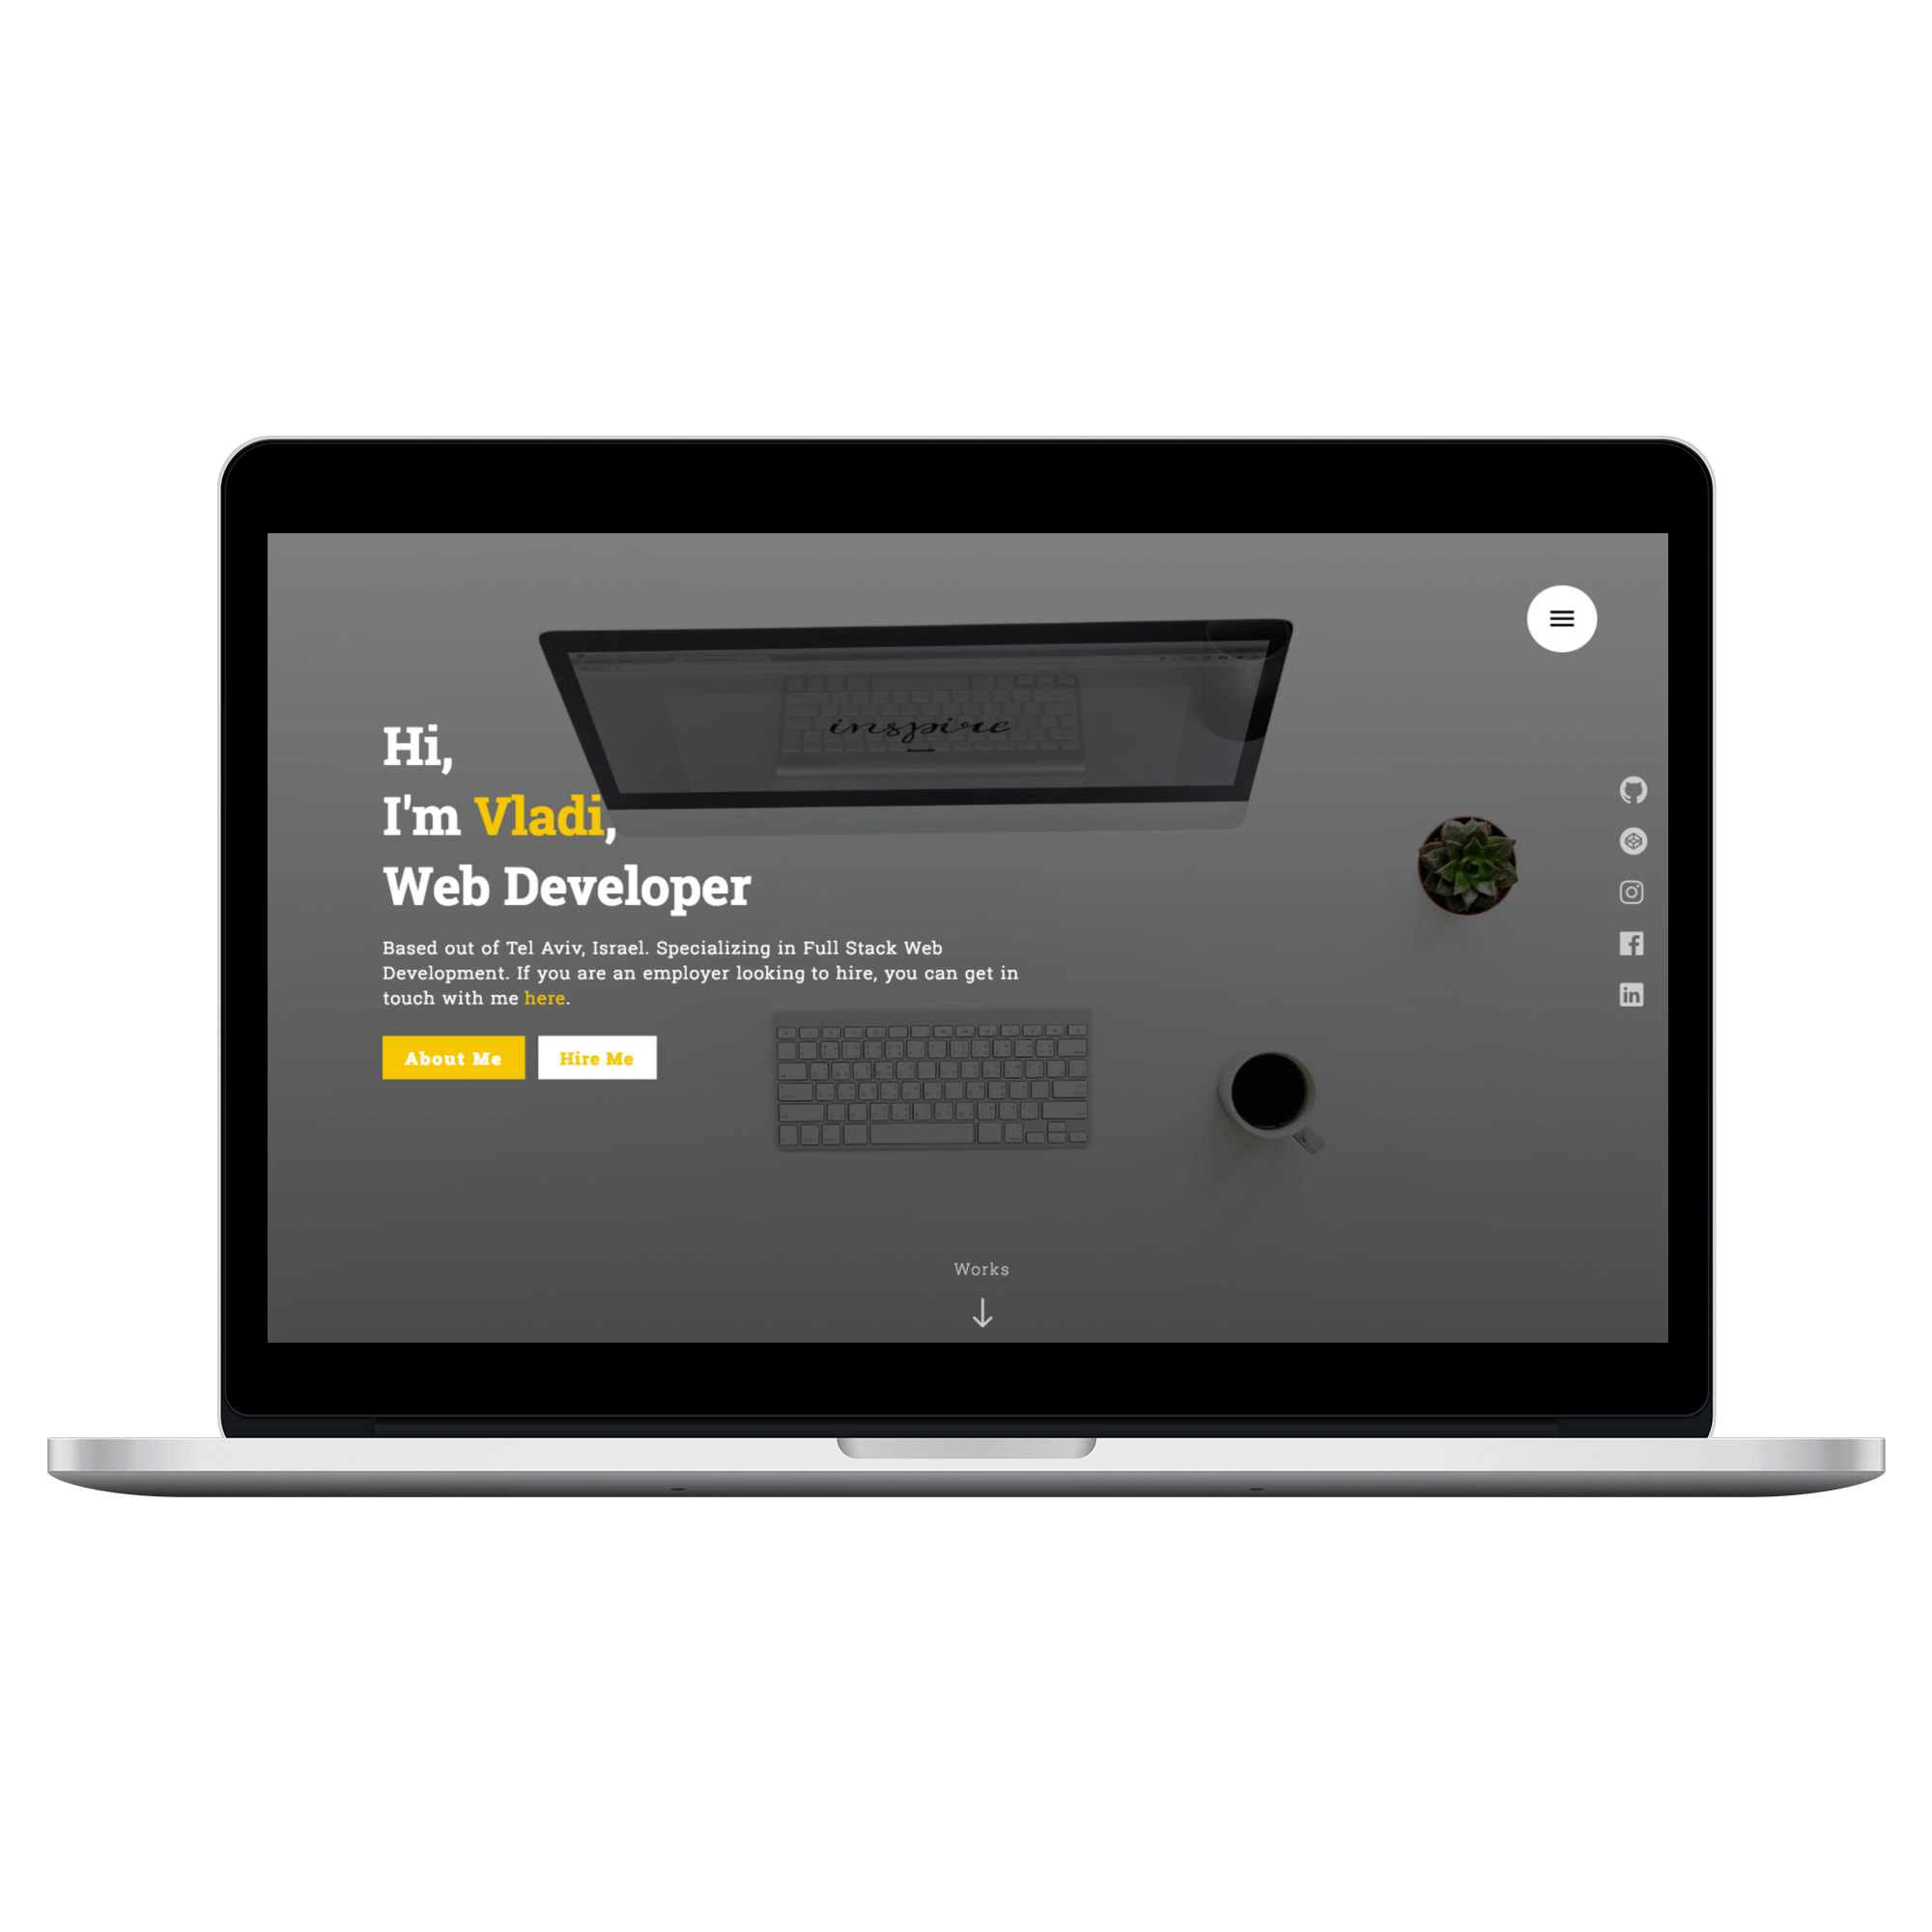 inspire
Hi,
I'm Vladi,
Web Developer
Based out of Tel Aviv, Israel. Specializing in Full Stack Web
Development. If you are an employer looking to hire, you can get in
touch with me here.
About Me
Hire Me
Works